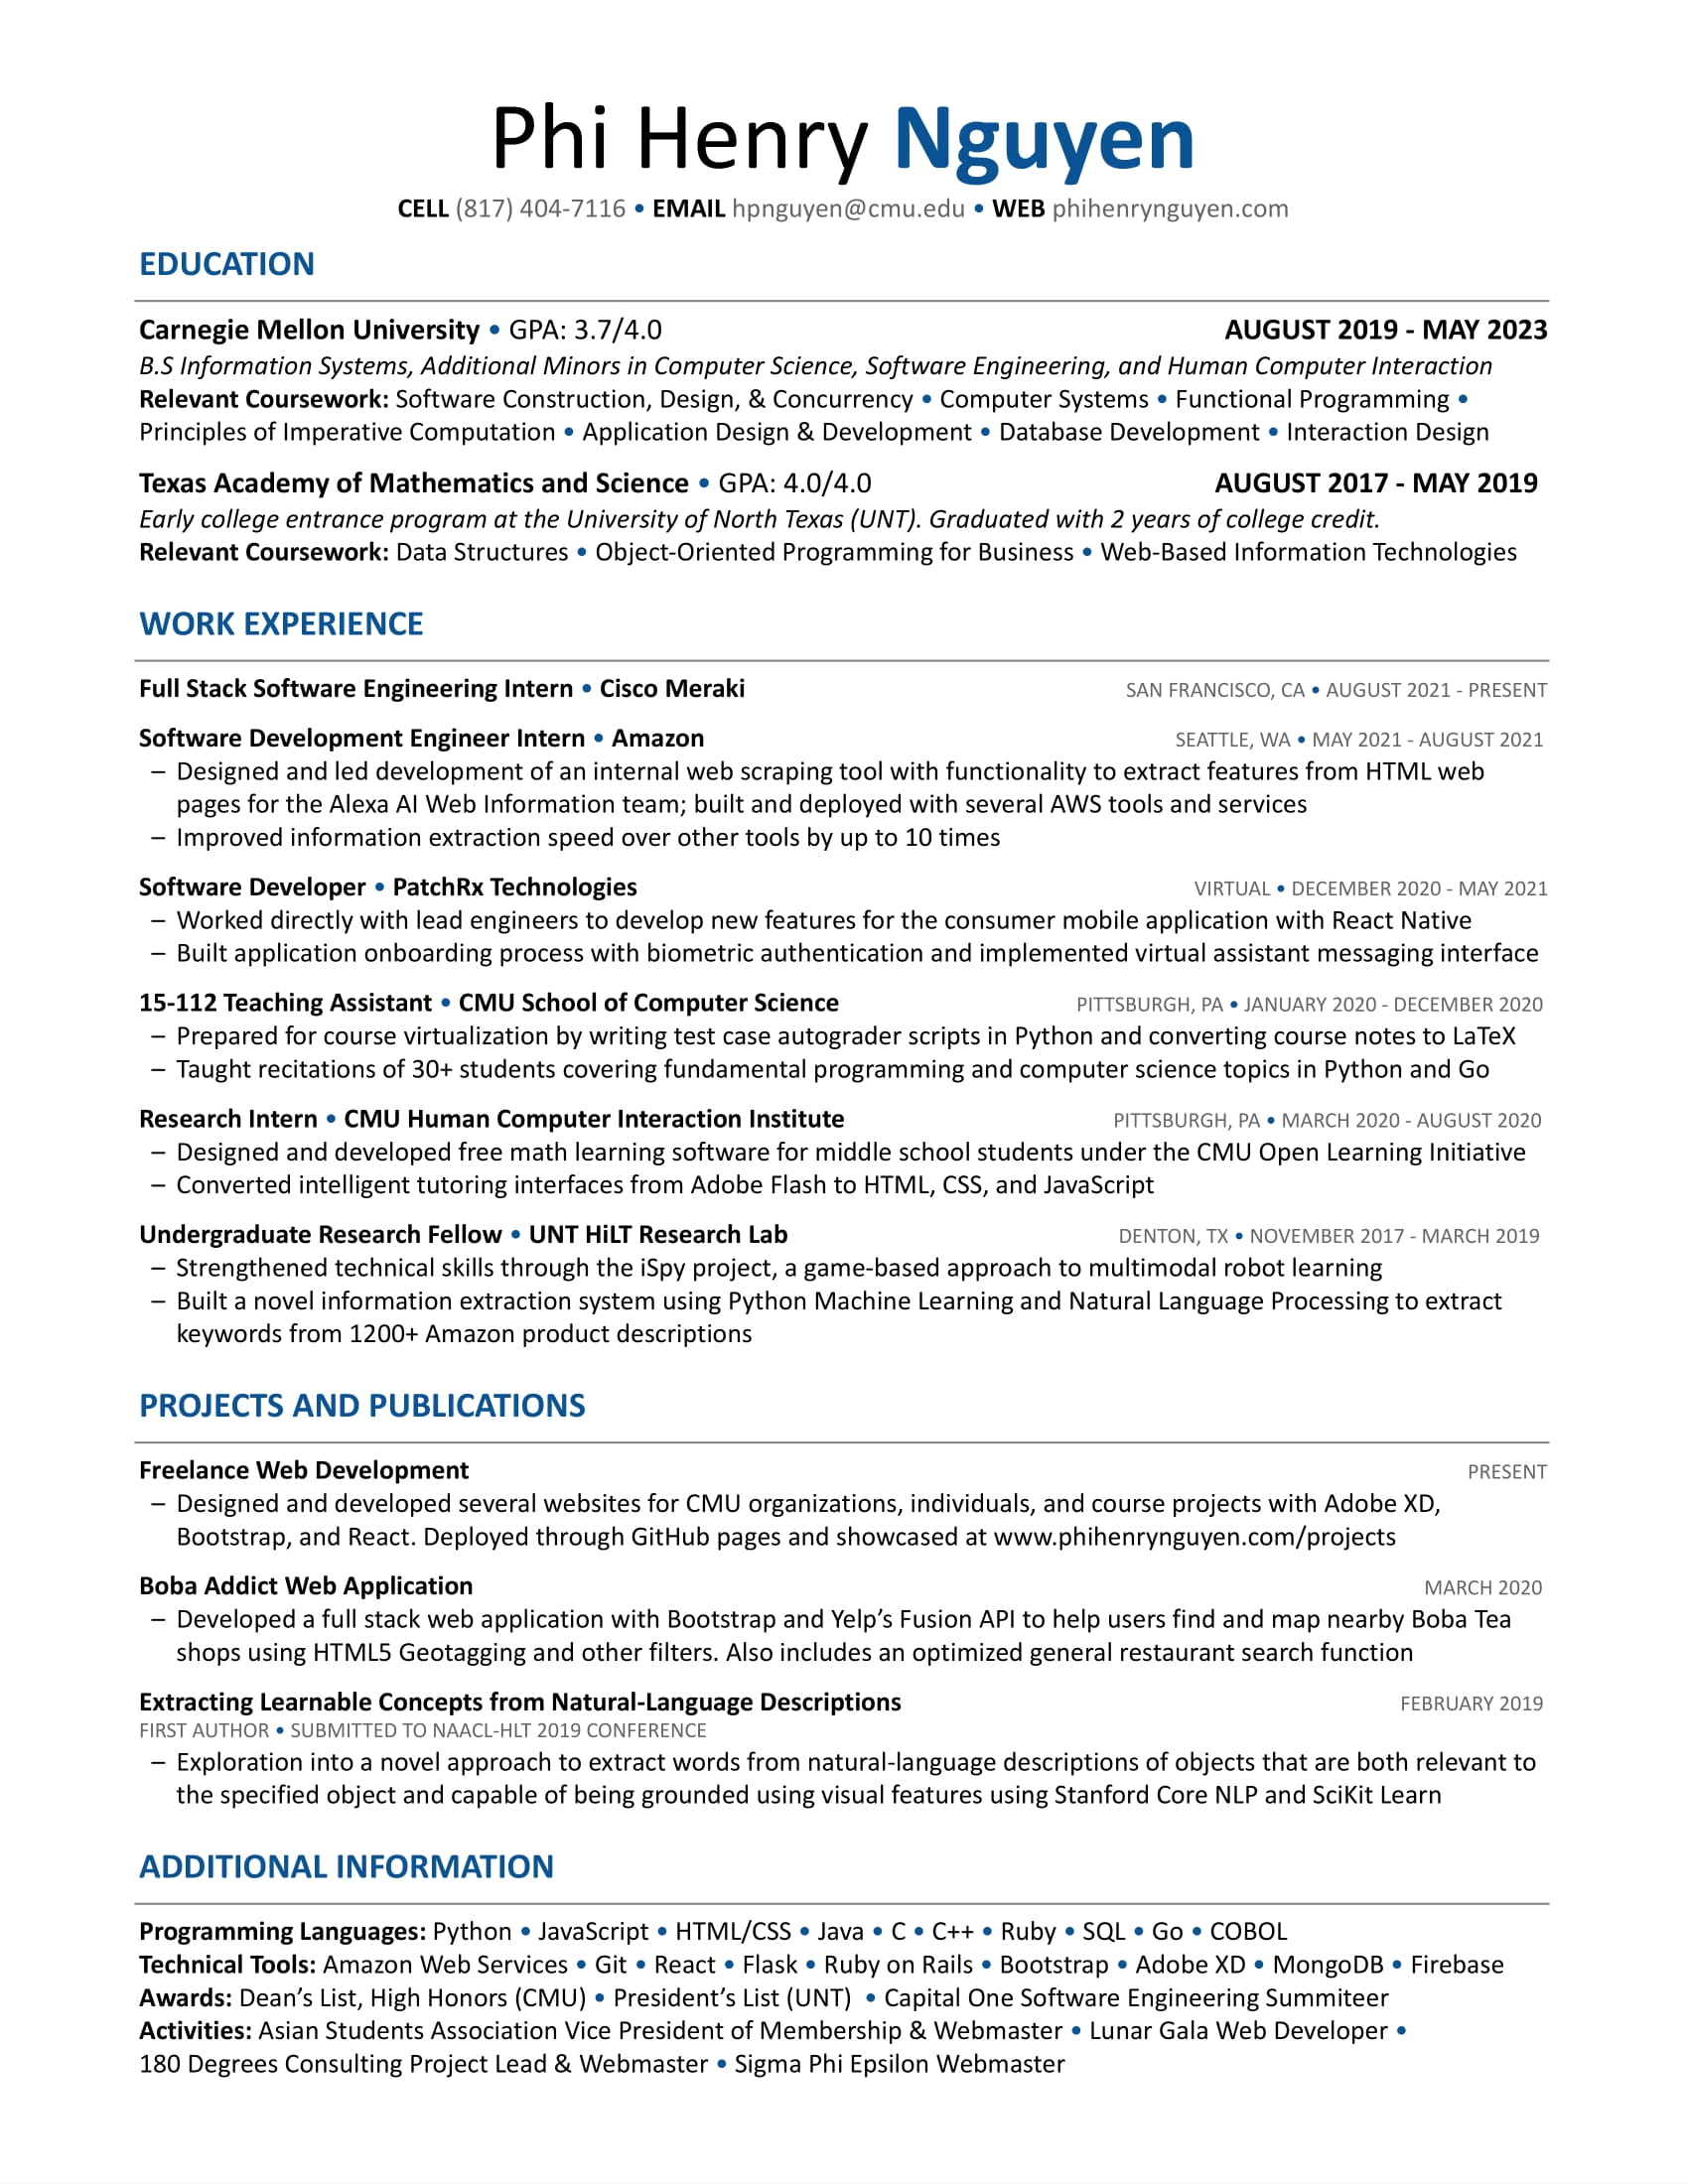 Phi Henry Nguyen
CELL (817) 404-7116 • EMAIL hpnguyen@cmu.edu • WEB phihenrynguyen.com
EDUCATION
Carnegie Mellon University • GPA: 3.7/4.0 AUGUST 2019 - MAY 2023
B.S Information Systems, Additional Minors in Computer Science, Software Engineering, and Human Computer Interaction
Relevant Coursework: Software Construction, Design, & Concurrency • Computer Systems • Functional Programming •
Principles of Imperative Computation • Application Design & Development • Database Development • Interaction Design
Texas Academy of Mathematics and Science • GPA: 4.0/4.0 AUGUST 2017 - MAY 2019
Early college entrance program at the University of North Texas (UNT). Graduated with 2 years of college credit.
Relevant Coursework: Data Structures • Object-Oriented Programming for Business • Web-Based Information Technologies
WORK EXPERIENCE
Full Stack Software Engineering Intern • Cisco Meraki SAN FRANCISCO, CA • AUGUST 2021 - PRESENT
Software Development Engineer Intern • Amazon SEATTLE, WA • MAY 2021 - AUGUST 2021
– Designed and led development of an internal web scraping tool with functionality to extract features from HTML web
pages for the Alexa AI Web Information team; built and deployed with several AWS tools and services
– Improved information extraction speed over other tools by up to 10 times
Software Developer • PatchRx Technologies VIRTUAL • DECEMBER 2020 - MAY 2021
– Worked directly with lead engineers to develop new features for the consumer mobile application with React Native
– Built application onboarding process with biometric authentication and implemented virtual assistant messaging interface
15-112 Teaching Assistant • CMU School of Computer Science PITTSBURGH, PA • JANUARY 2020 - DECEMBER 2020
– Prepared for course virtualization by writing test case autograder scripts in Python and converting course notes to LaTeX
– Taught recitations of 30+ students covering fundamental programming and computer science topics in Python and Go
Research Intern • CMU Human Computer Interaction Institute PITTSBURGH, PA • MARCH 2020 - AUGUST 2020
– Designed and developed free math learning software for middle school students under the CMU Open Learning Initiative
– Converted intelligent tutoring interfaces from Adobe Flash to HTML, CSS, and JavaScript
Undergraduate Research Fellow • UNT HiLT Research Lab DENTON, TX • NOVEMBER 2017 - MARCH 2019
– Strengthened technical skills through the iSpy project, a game-based approach to multimodal robot learning
– Built a novel information extraction system using Python Machine Learning and Natural Language Processing to extract
keywords from 1200+ Amazon product descriptions
PROJECTS AND PUBLICATIONS
Freelance Web Development PRESENT
– Designed and developed several websites for CMU organizations, individuals, and course projects with Adobe XD,
Bootstrap, and React. Deployed through GitHub pages and showcased at www.phihenrynguyen.com/projects
Boba Addict Web Application MARCH 2020
– Developed a full stack web application with Bootstrap and Yelp’s Fusion API to help users find and map nearby Boba Tea
shops using HTML5 Geotagging and other filters. Also includes an optimized general restaurant search function
Extracting Learnable Concepts from Natural-Language Descriptions FEBRUARY 2019
FIRST AUTHOR • SUBMITTED TO NAACL-HLT 2019 CONFERENCE
– Exploration into a novel approach to extract words from natural-language descriptions of objects that are both relevant to
the specified object and capable of being grounded using visual features using Stanford Core NLP and SciKit Learn
ADDITIONAL INFORMATION
Programming Languages: Python • JavaScript • HTML/CSS • Java • C • C++ • Ruby • SQL • Go • COBOL
Technical Tools: Amazon Web Services • Git • React • Flask • Ruby on Rails • Bootstrap • Adobe XD • MongoDB • Firebase
Awards: Dean’s List, High Honors (CMU) • President’s List (UNT) • Capital One Software Engineering Summiteer
Activities: Asian Students Association Vice President of Membership & Webmaster • Lunar Gala Web Developer •
180 Degrees Consulting Project Lead & Webmaster • Sigma Phi Epsilon Webmaster